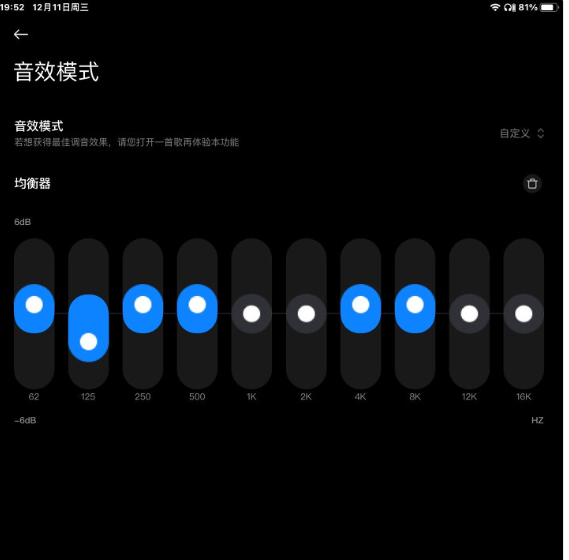 19:52 12月11日周三
81%
音效模式
音效模式
若想获得最佳调音效果，请您打开一首歌再体验本功能
自定义
均衡器
6dB
62 125 250 500 1K 2K 4K 8K 12K 16K
-6dB HZ